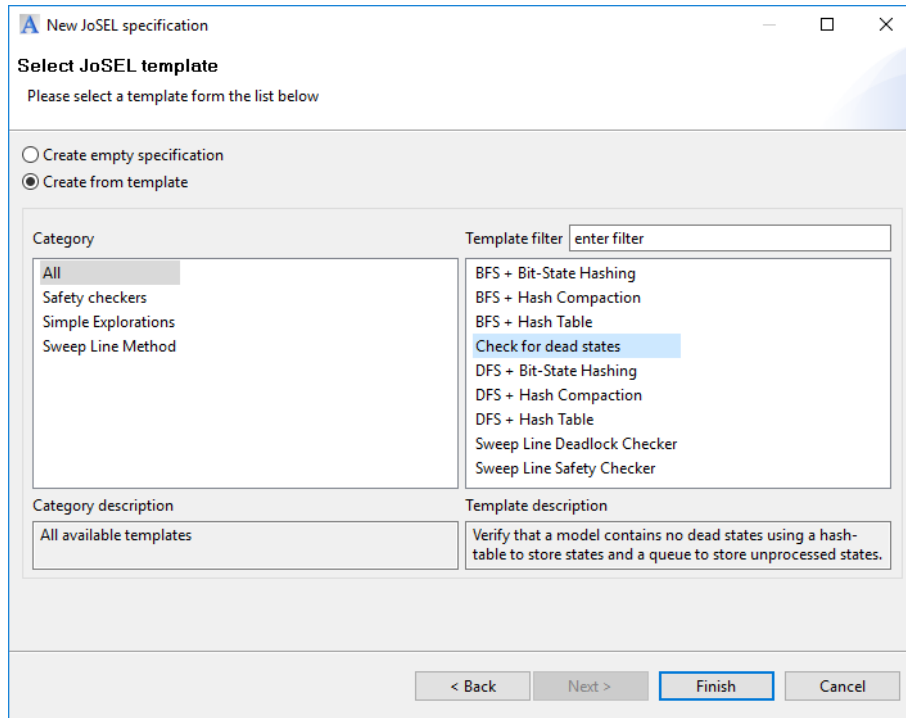 New JoSEL specification
Select JoSEL template
Please select a template form the list below
Create empty specification
Create from template
Category
Template filter enter filter
All
Safety checkers
Simple Explorations
Sweep Line Method
BFS + Bit-State Hashing
BFS + Hash Compaction
BFS + Hash Table
Check for dead states
DFS + Bit-State Hashing
DFS + Hash Compaction
DFS + Hash Table
Sweep Line Deadlock Checker
Sweep Line Safety Checker
Category description
All available templates
Template description
Verify that a model contains no dead states using a hash-
table to store states and a queue to store unprocessed states.
< Back Next > Finish Cancel